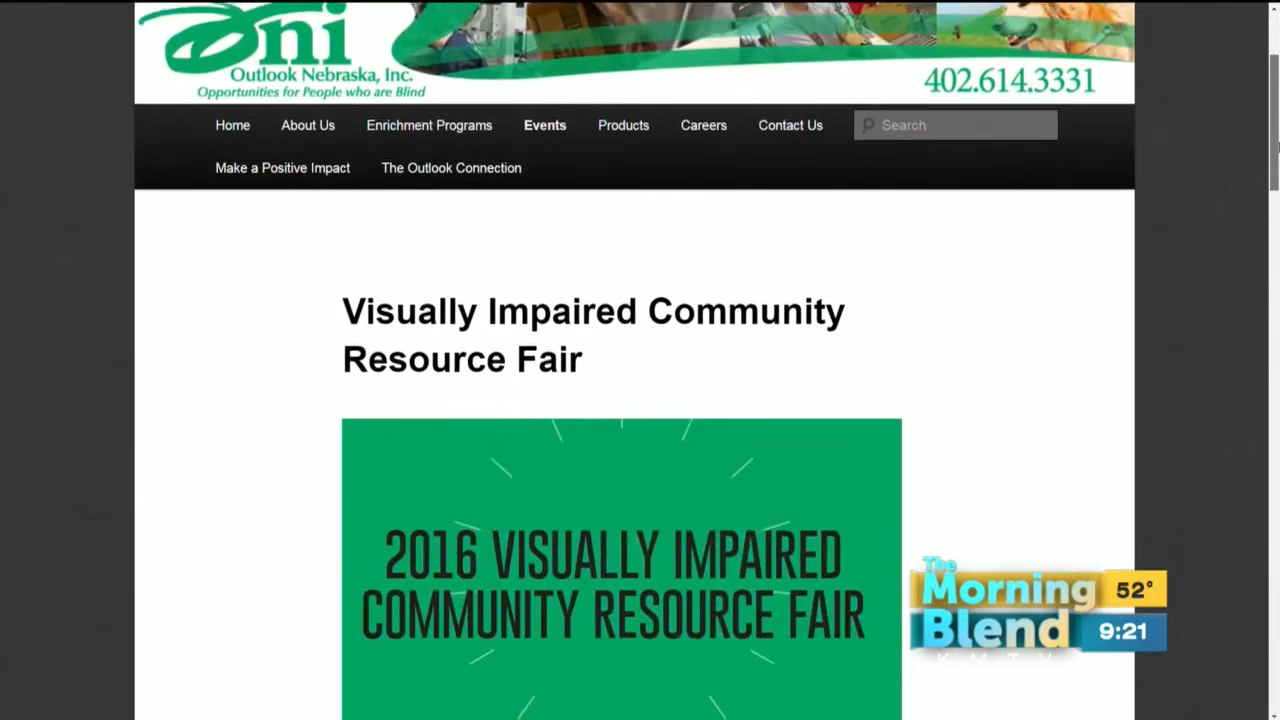 Oni
Outlook Nebraska, Inc.
Opportunities for People who are Blind
402.614.3331
Home About Us Enrichment Programs Events Products Careers Contact Us Search
Make a Positive Impact The Outlook Connection
Visually Impaired Community
Resource Fair
2016 VISUALLY IMPAIRED
COMMUNITY RESOURCE FAIR
The
Morning 52°
Blend 9:21